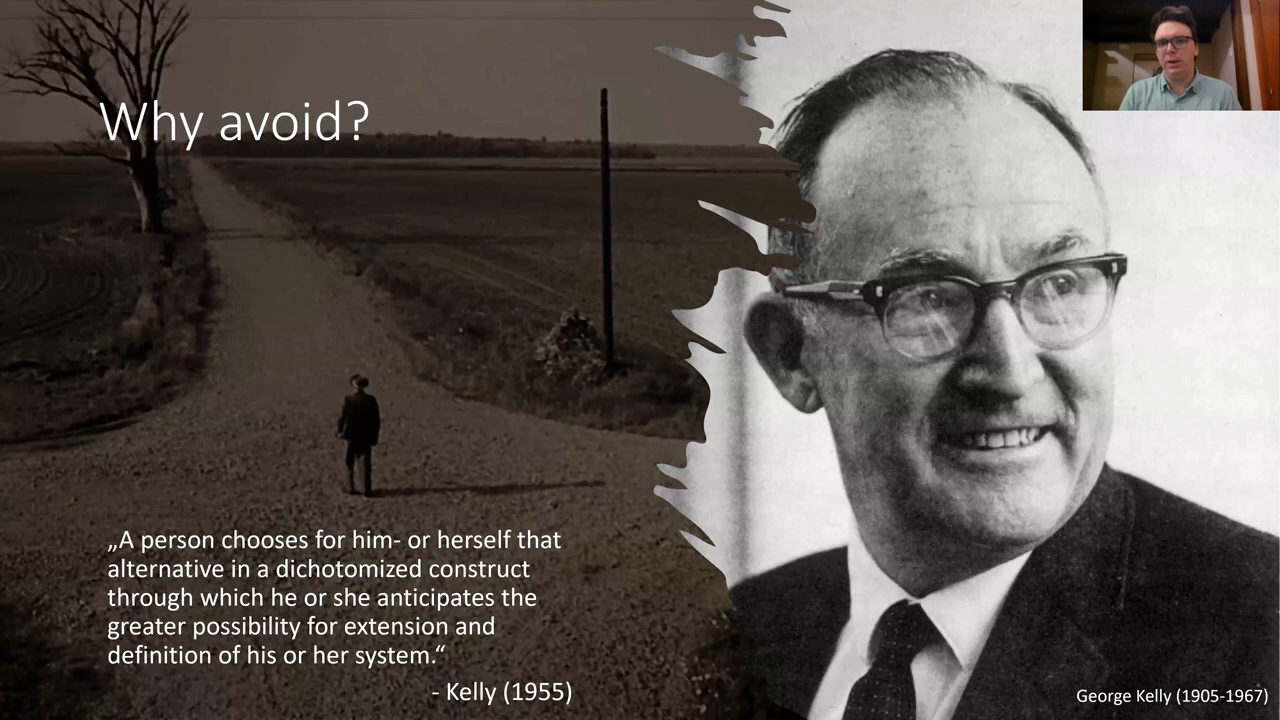 Why avoid?
„A person chooses for him- or herself that
alternative in a dichotomized construct
through which he or she anticipates the
greater possibility for extension and
definition of his or her system.“
- Kelly (1955)
George Kelly (1905-1967)